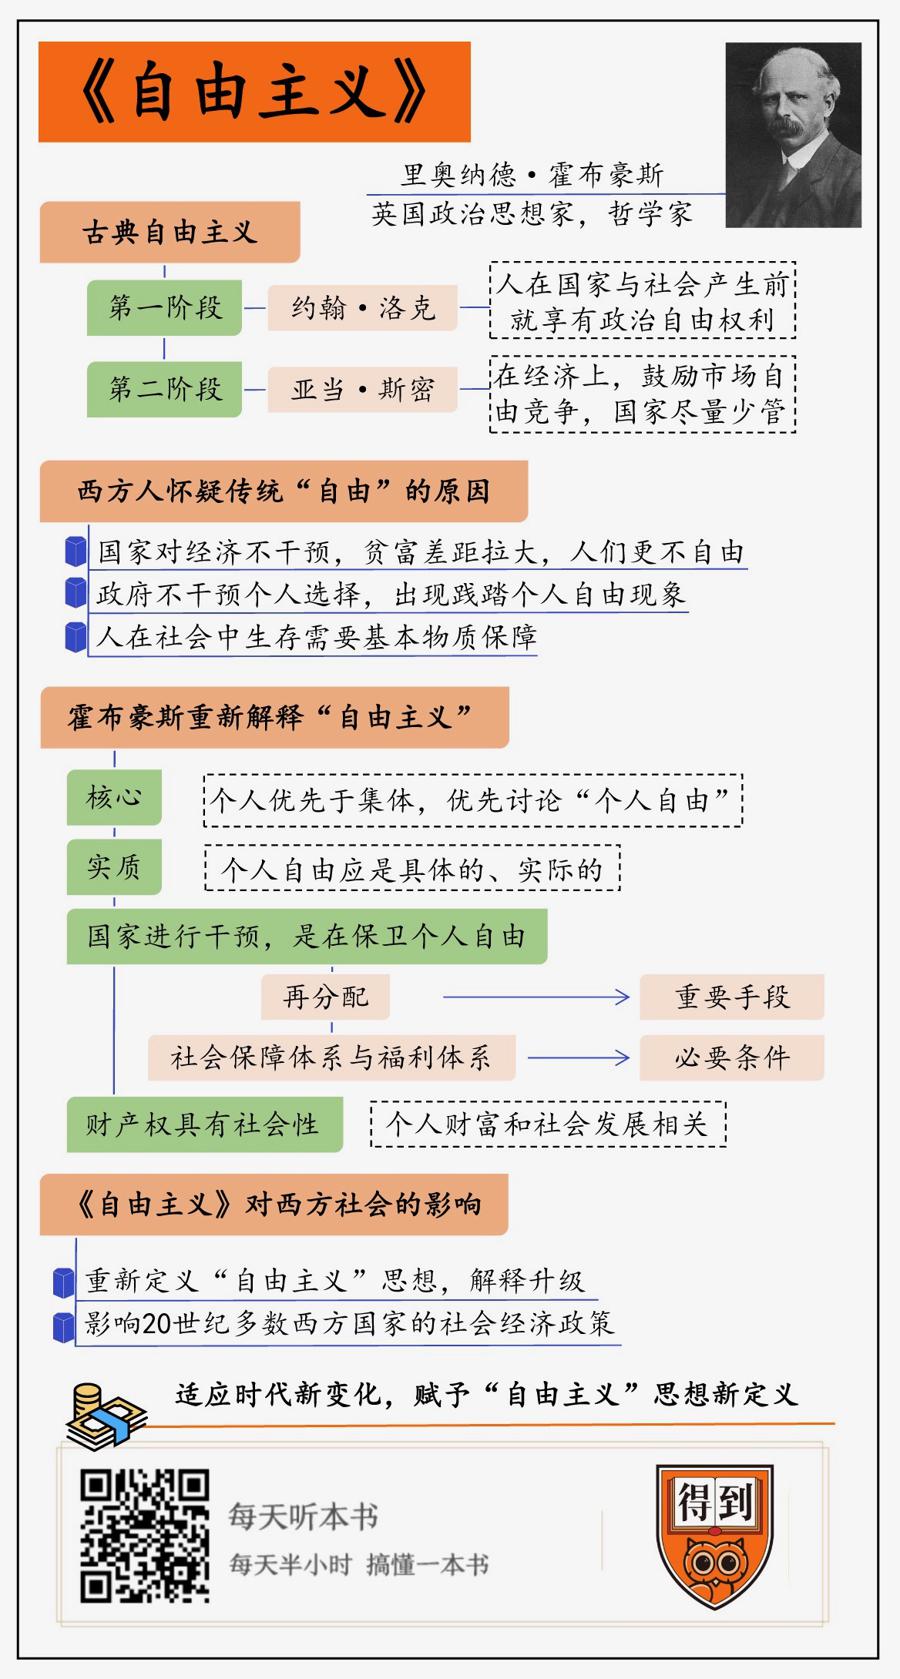 《自由主义》
里奥纳德·霍布豪斯
英国政治思想家，哲学家
古典自由主义
第一阶段
约翰·洛克
人在国家与社会产生前
就享有政治自由权利
第二阶段
亚当·斯密
在经济上，鼓励市场自
由竞争，国家尽量少管
西方人怀疑传统“自由”的原因
国家对经济不干预，贫富差距拉大，人们更不自由
政府不干预个人选择，出现践踏个人自由现象
人在社会中生存需要基本物质保障
霍布豪斯重新解释“自由主义”
核心
个人优先于集体，优先讨论“个人自由”
实质
个人自由应是具体的、实际的
国家进行干预，是在保卫个人自由
再分配
重要手段
社会保障体系与福利体系
必要条件
财产权具有社会性
个人财富和社会发展相关
《自由主义》对西方社会的影响
重新定义“自由主义”思想，解释升级
影响20世纪多数西方国家的社会经济政策
适应时代新变化，赋予“自由主义”思想新定义
每天听本书
每天半小时 搞懂一本书
得到